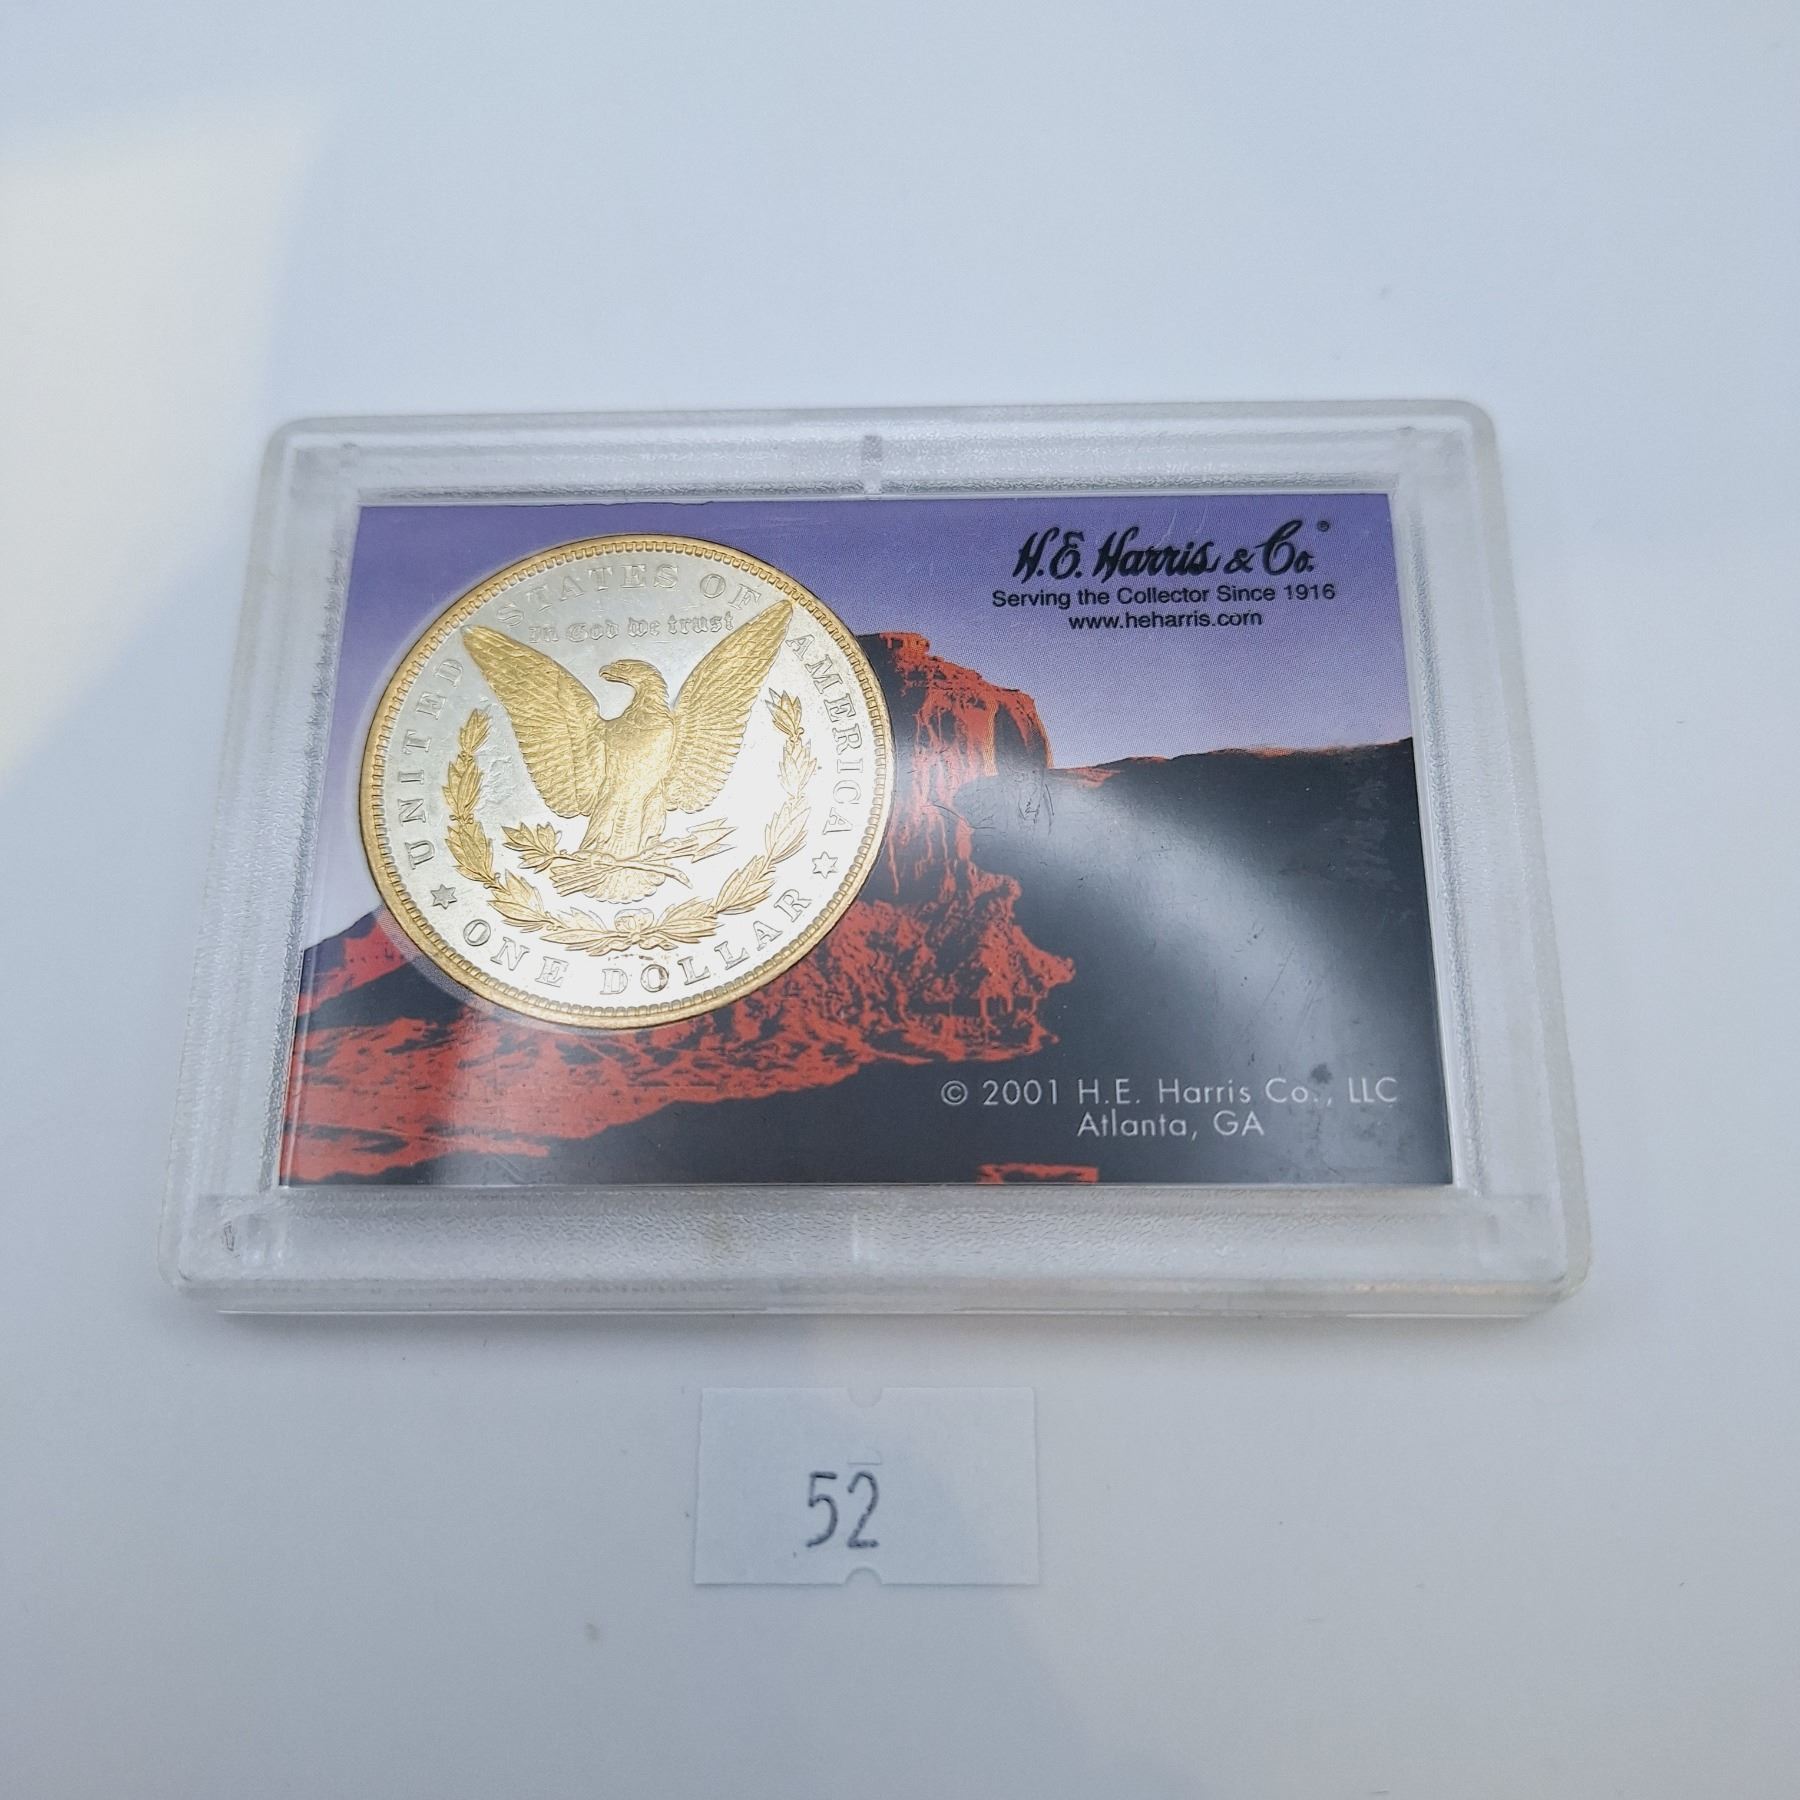 UNITED STATES OF AMERICA
In God we trust
ONE DOLLAR
H.E. Harris & Co.®
Serving the Collector Since 1916
www.heharris.com
© 2001 H.E. Harris Co., LLC
Atlanta, GA
52